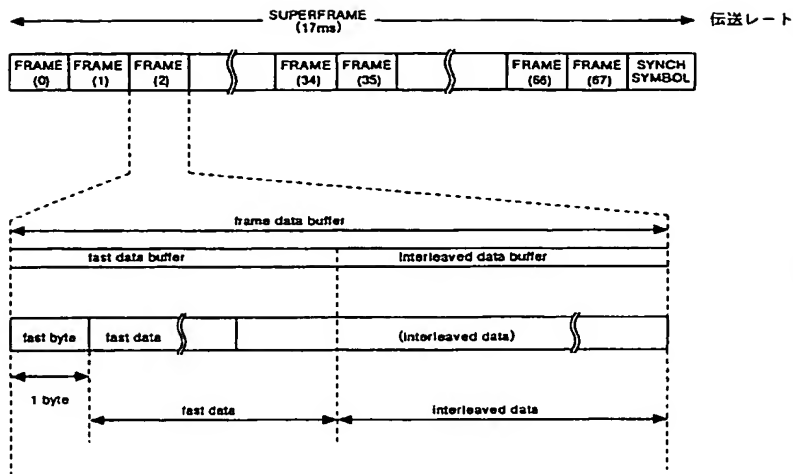 SUPERFRAME
(17ms)
伝送レート
FRAME
(0)
FRAME
(1)
FRAME
(2)
FRAME
(34)
FRAME
(35)
FRAME
(66)
FRAME
(67)
SYNCH
SYMBOL
frame data buffer
fast data buffer
interleaved data buffer
fast byte
fast data
(interleaved data)
1 byte
fast data
interleaved data